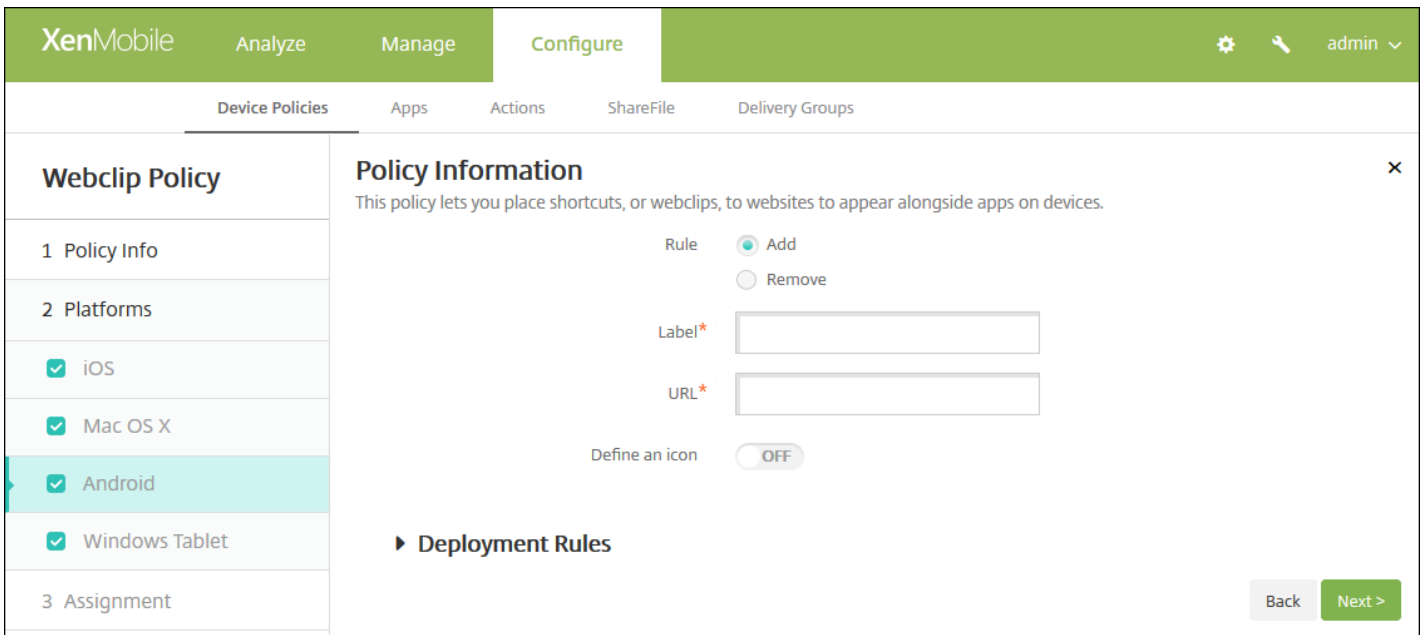 XenMobile Analyze Manage Configure admin
Device Policies Apps Actions ShareFile Delivery Groups
Webclip Policy
1 Policy Info
2 Platforms
iOS
Mac OS X
Android
Windows Tablet
3 Assignment
Policy Information
This policy lets you place shortcuts, or webclips, to websites to appear alongside apps on devices.
Rule Add
Remove
Label*
URL*
Define an icon OFF
Deployment Rules
Back Next >